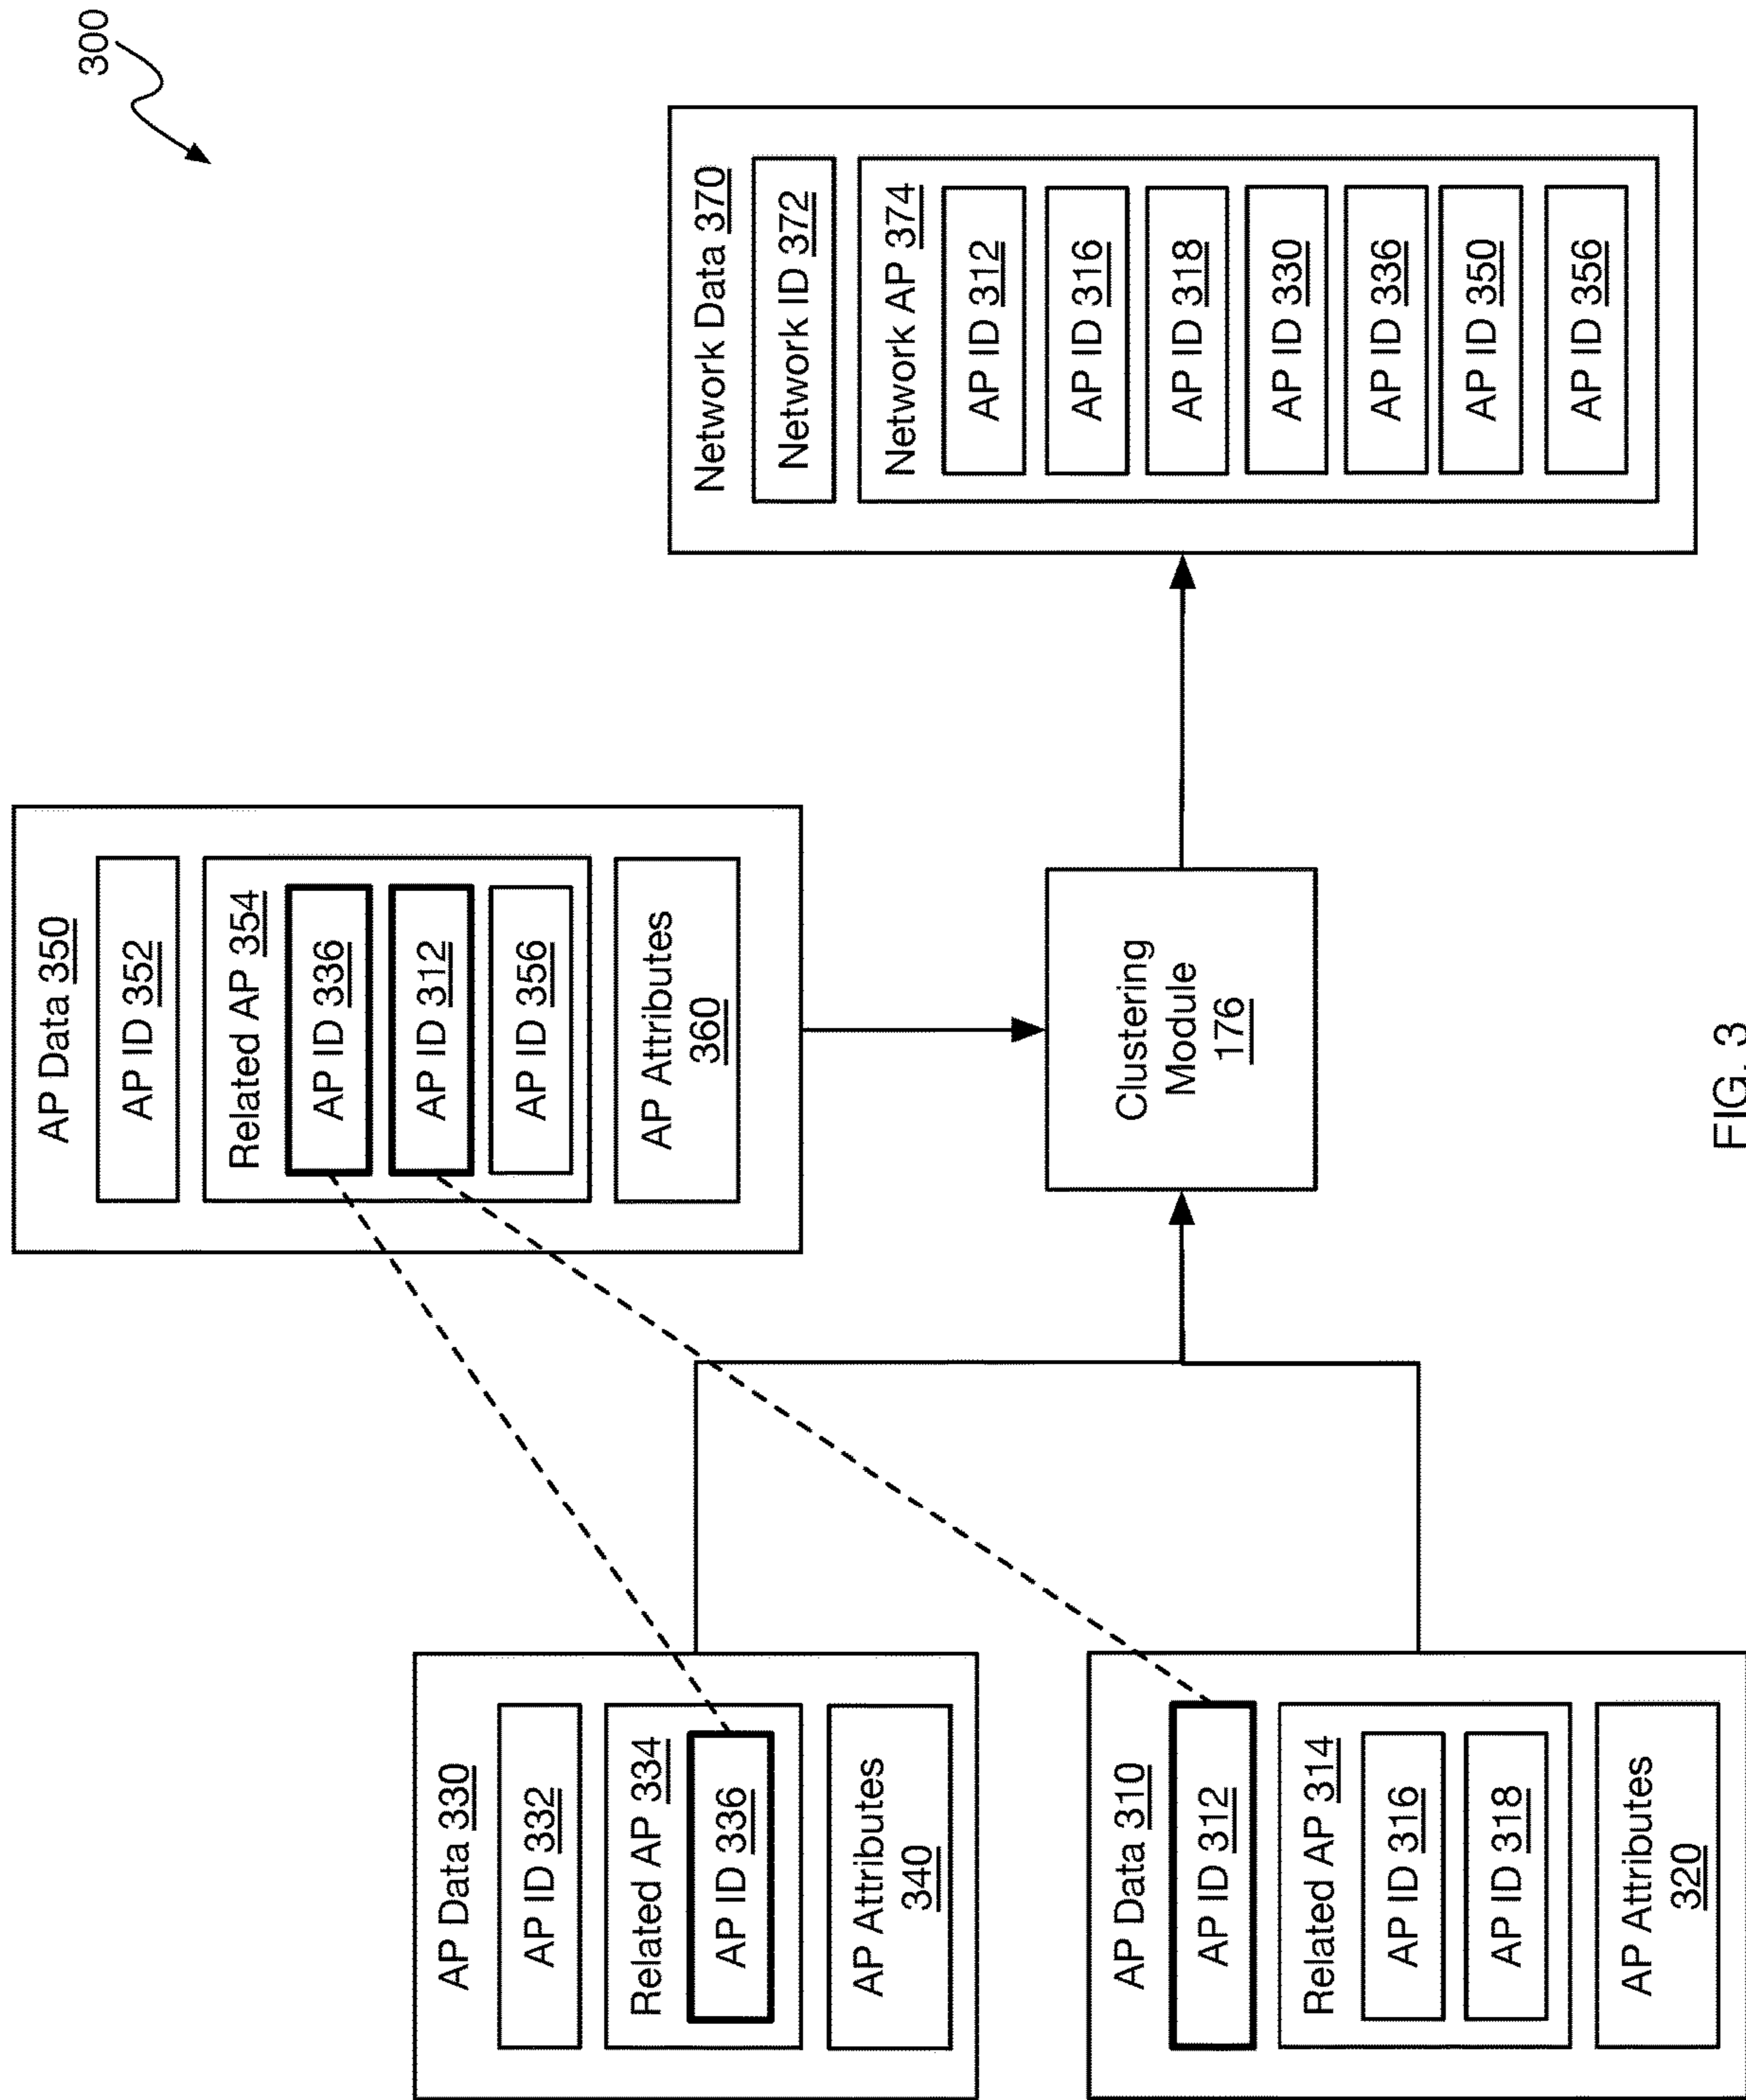 300
AP Data 330
AP ID 332
Related AP 334
AP ID 336
AP Attributes
340
AP Data 310
AP ID 312
Related AP 314
AP ID 316
AP ID 318
AP Attributes
320
AP Data 350
AP ID 352
Related AP 354
AP ID 336
AP ID 312
AP ID 356
AP Attributes
360
Clustering
Module
176
Network Data 370
Network ID 372
Network AP 374
AP ID 312
AP ID 316
AP ID 318
AP ID 330
AP ID 336
AP ID 350
AP ID 356
FIG. 3